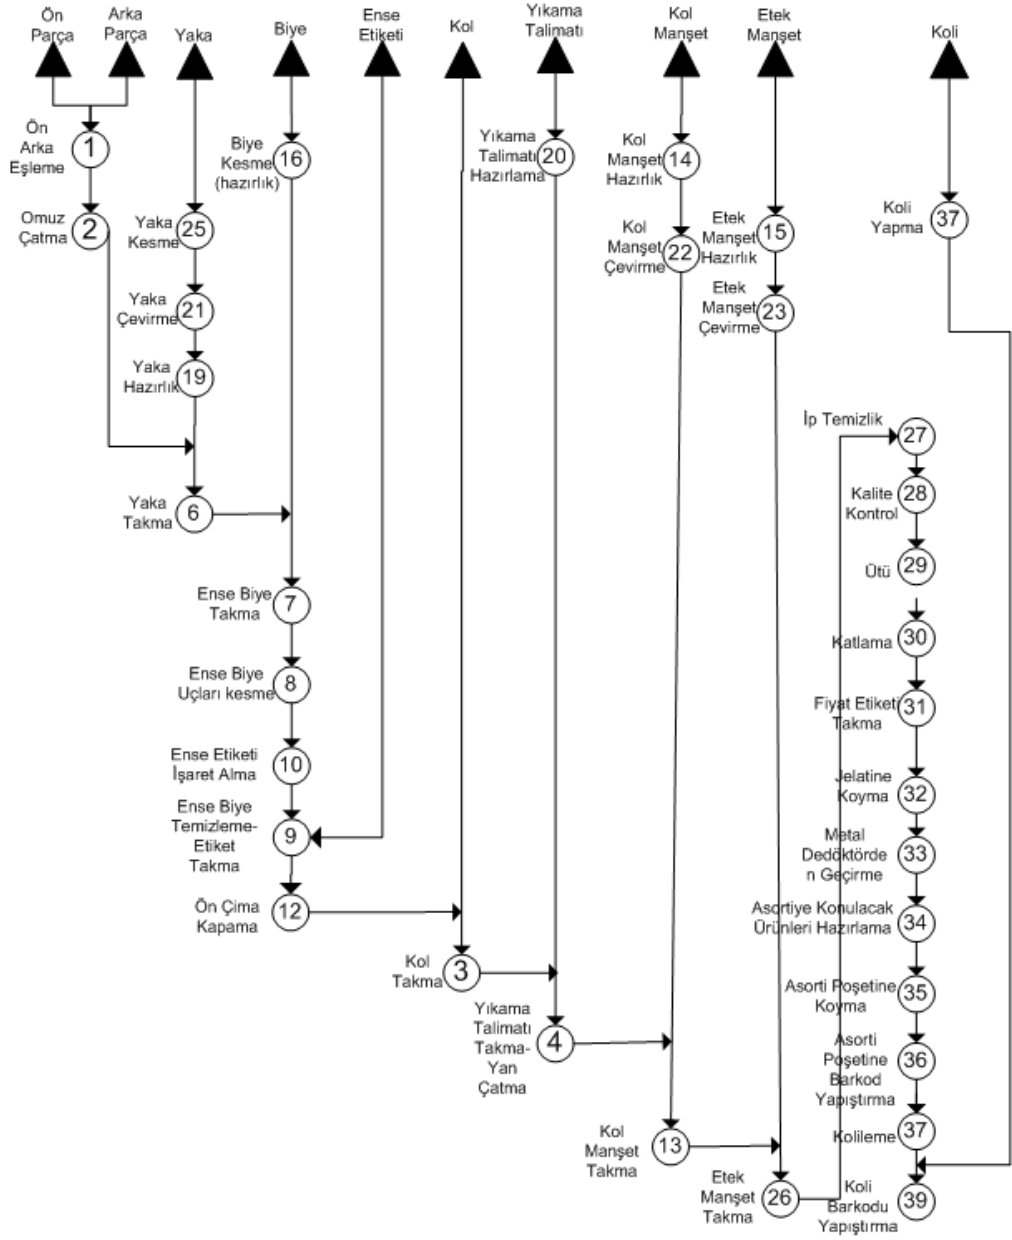 Ön
Parça
Arka
Parça
Yaka
Biye
Ense
Etiketi
Kol
Yıkama
Talimatı
Kol
Manşet
Etek
Manşet
Koli
Ön
Arka
Eşleme
1
Omuz
Çatma
2
Yaka
Kesme
25
Yaka
Çevirme
21
Yaka
Hazırlık
19
Yaka
Takma
6
Biye
Kesme
(hazırlık)
16
Ense Biye
Takma
7
Ense Biye
Uçları kesme
8
Ense Etiketi
İşaret Alma
10
Ense Biye
Temizleme-
Etiket
Takma
9
Ön Çima
Kapama
12
Kol
Takma
3
Yıkama
Talimatı
Hazırlama
20
Yıkama
Talimatı
Takma-
Yan
Çatma
4
Kol
Manşet
Hazırlık
14
Kol
Manşet
Çevirme
22
Kol
Manşet
Takma
13
Etek
Manşet
Hazırlık
15
Etek
Manşet
Çevirme
23
Etek
Manşet
Takma
26
Koli
Yapma
37
İp Temizlik
27
Kalite
Kontrol
28
Ütü
29
Katlama
30
Fiyat Etiketi
Takma
31
Jelatine
Koyma
32
Metal
Dedöktörde
n Geçirme
33
Asortiye Konulacak
Ürünleri Hazırlama
34
Asorti Poşetine
Koyma
35
Asorti
Poşetine
Barkod
Yapıştırma
36
Kolileme
37
Koli
Barkodu
Yapıştırma
39